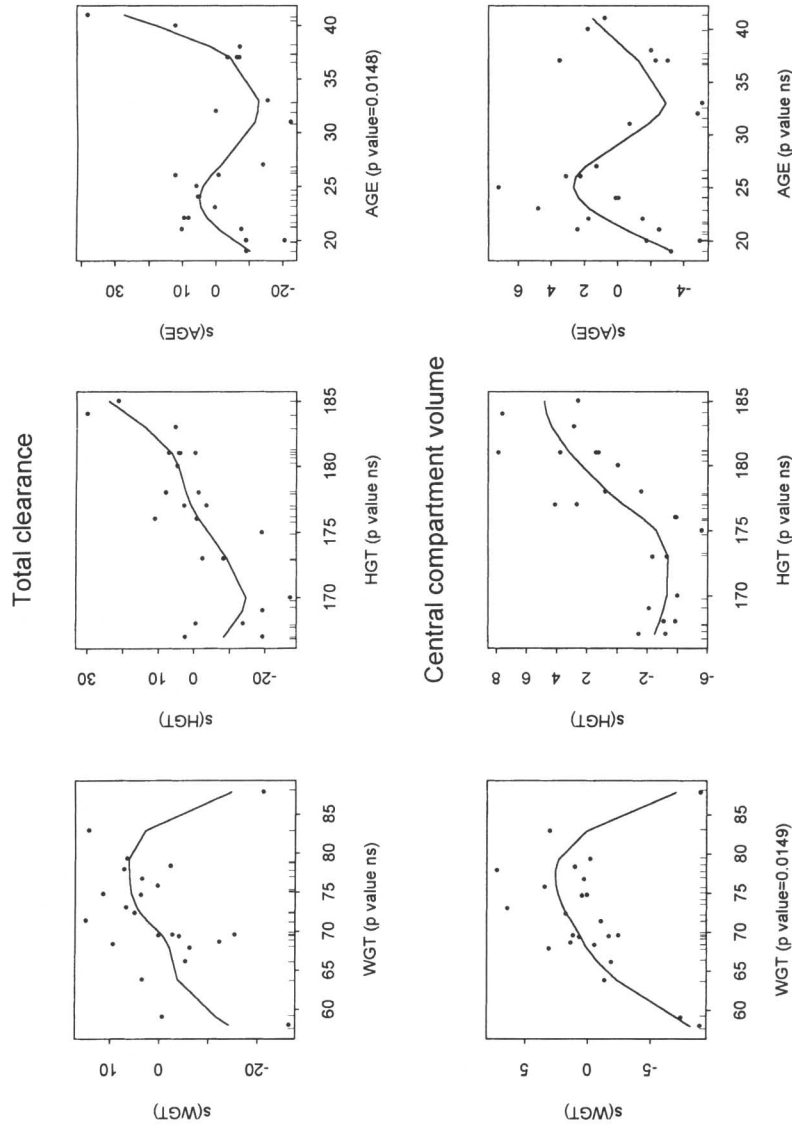 Total clearance
s(WGT)
10
0
-20
60 65 70 75 80 85
WGT (p value ns)
s(HGT)
30
10
0
-20
170 175 180 185
HGT (p value ns)
s(AGE)
30
10
0
-20
20 25 30 35 40
AGE (p value=0.0148)
Central compartment volume
s(WGT)
5
0
-5
60 65 70 75 80 85
WGT (p value=0.0149)
s(HGT)
8
6
4
2
-2
-6
170 175 180 185
HGT (p value ns)
s(AGE)
6
4
2
0
-4
20 25 30 35 40
AGE (p value ns)